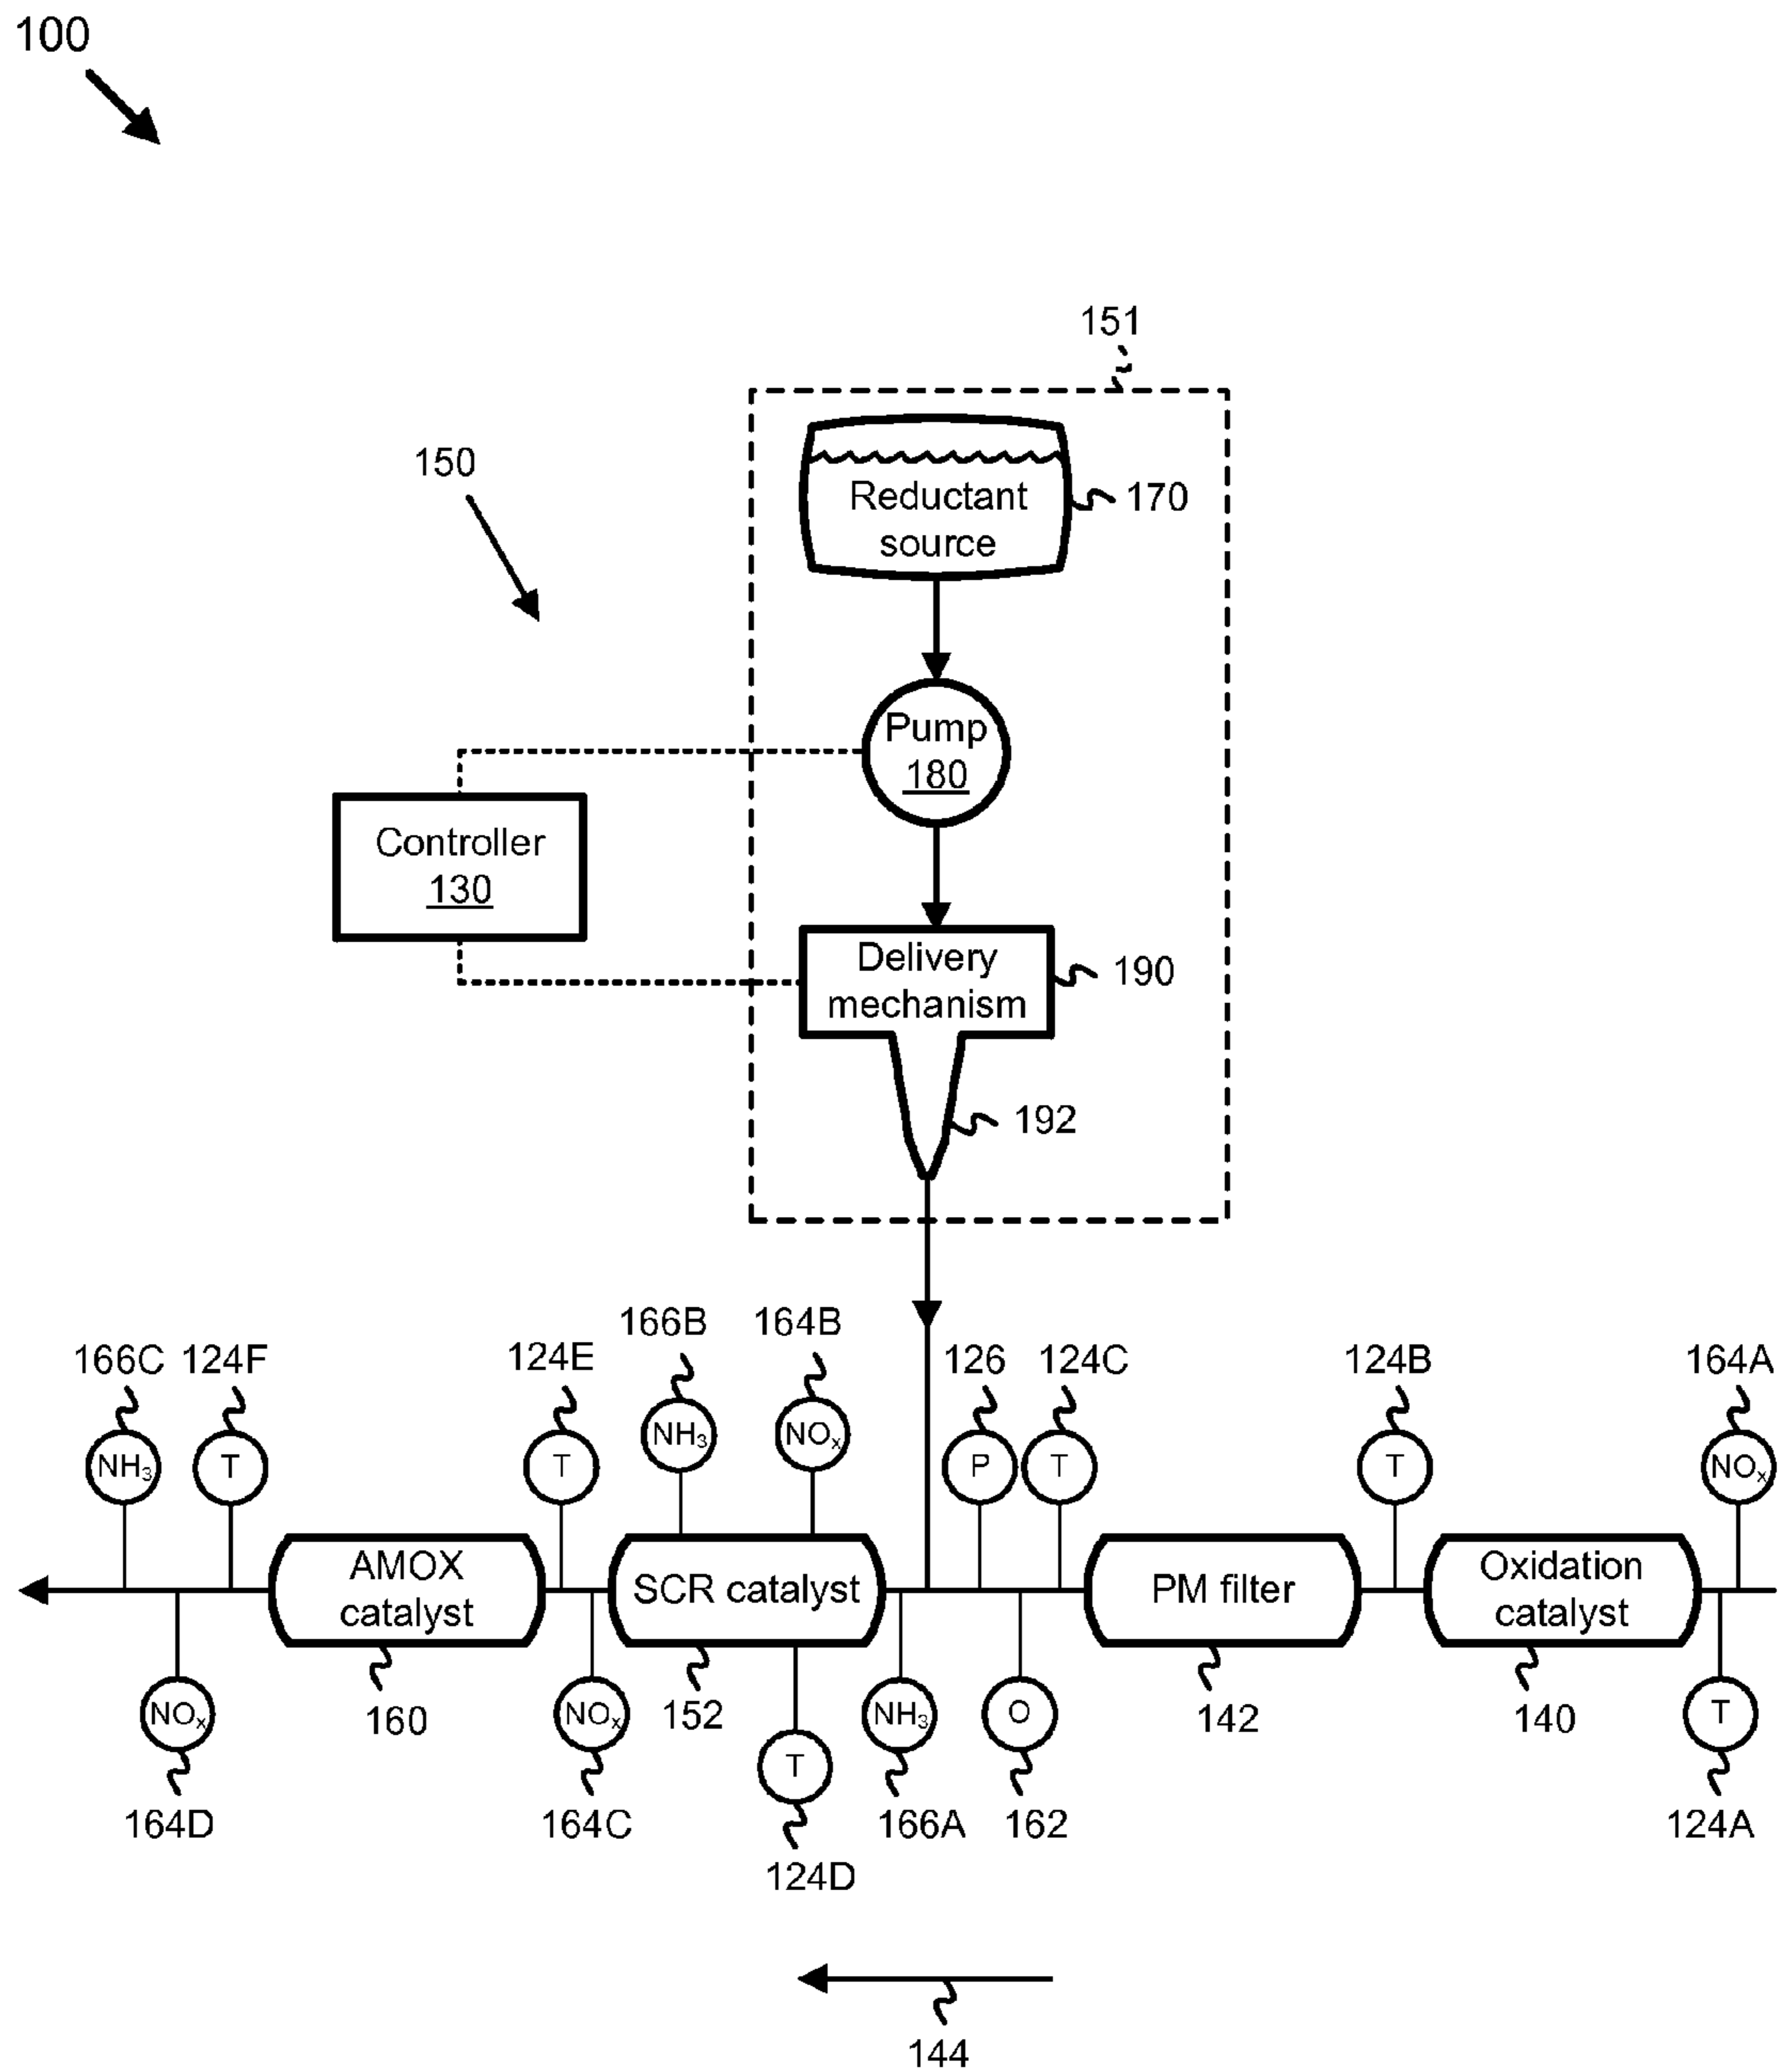 100
151
150
Reductant
source
170
Pump
180
Controller
130
Delivery
mechanism
190
192
166B
164B
166C
124F
124E
126
124C
124B
164A
NH₃
NOₓ
NH₃
T
T
P
T
T
NOₓ
AMOX
catalyst
SCR catalyst
PM filter
Oxidation
catalyst
160
152
142
140
NOₓ
NOₓ
NH₃
O
T
T
164D
164C
166A
162
124A
124D
144